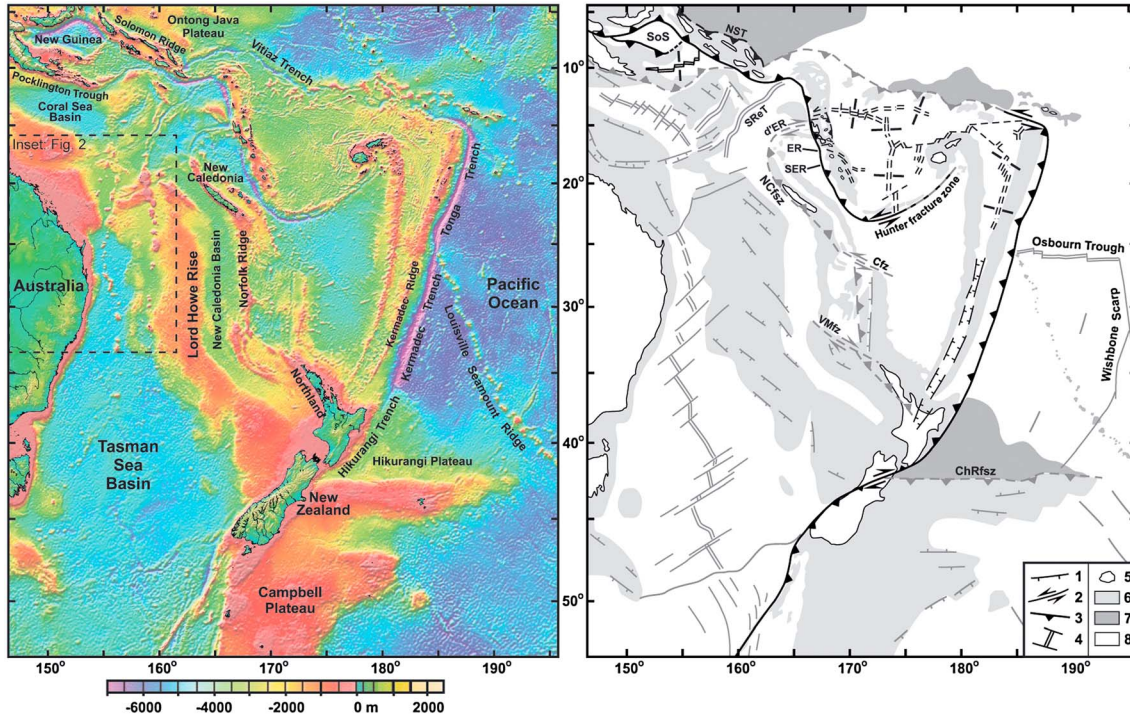 Ontong Java
Plateau
Solomon Ridge
New Guinea
Vitiaz Trench
Pocklington Trough
Coral Sea
Basin
Inset: Fig. 2
New
Caledonia
Tonga Trench
Australia
Lord Howe Rise
New Caledonia Basin
Norfolk Ridge
Kermadec Ridge
Kermadec Trench
Pacific
Ocean
Louisville Seamount Ridge
Northland
Tasman
Sea
Basin
Hikurangi Trench
Hikurangi Plateau
New
Zealand
Campbell
Plateau
150° 160° 170° 180° 190°
-6000 -4000 -2000 0 m 2000
10°
20°
30°
40°
50°
SoS
NST
SReT
d'ER
ER
SER
NCfsz
Hunter fracture zone
Cfz
Osbourn Trough
VMfz
Wishbone Scarp
ChRfsz
1 5
2 6
3 7
4 8
150° 160° 170° 180° 190°